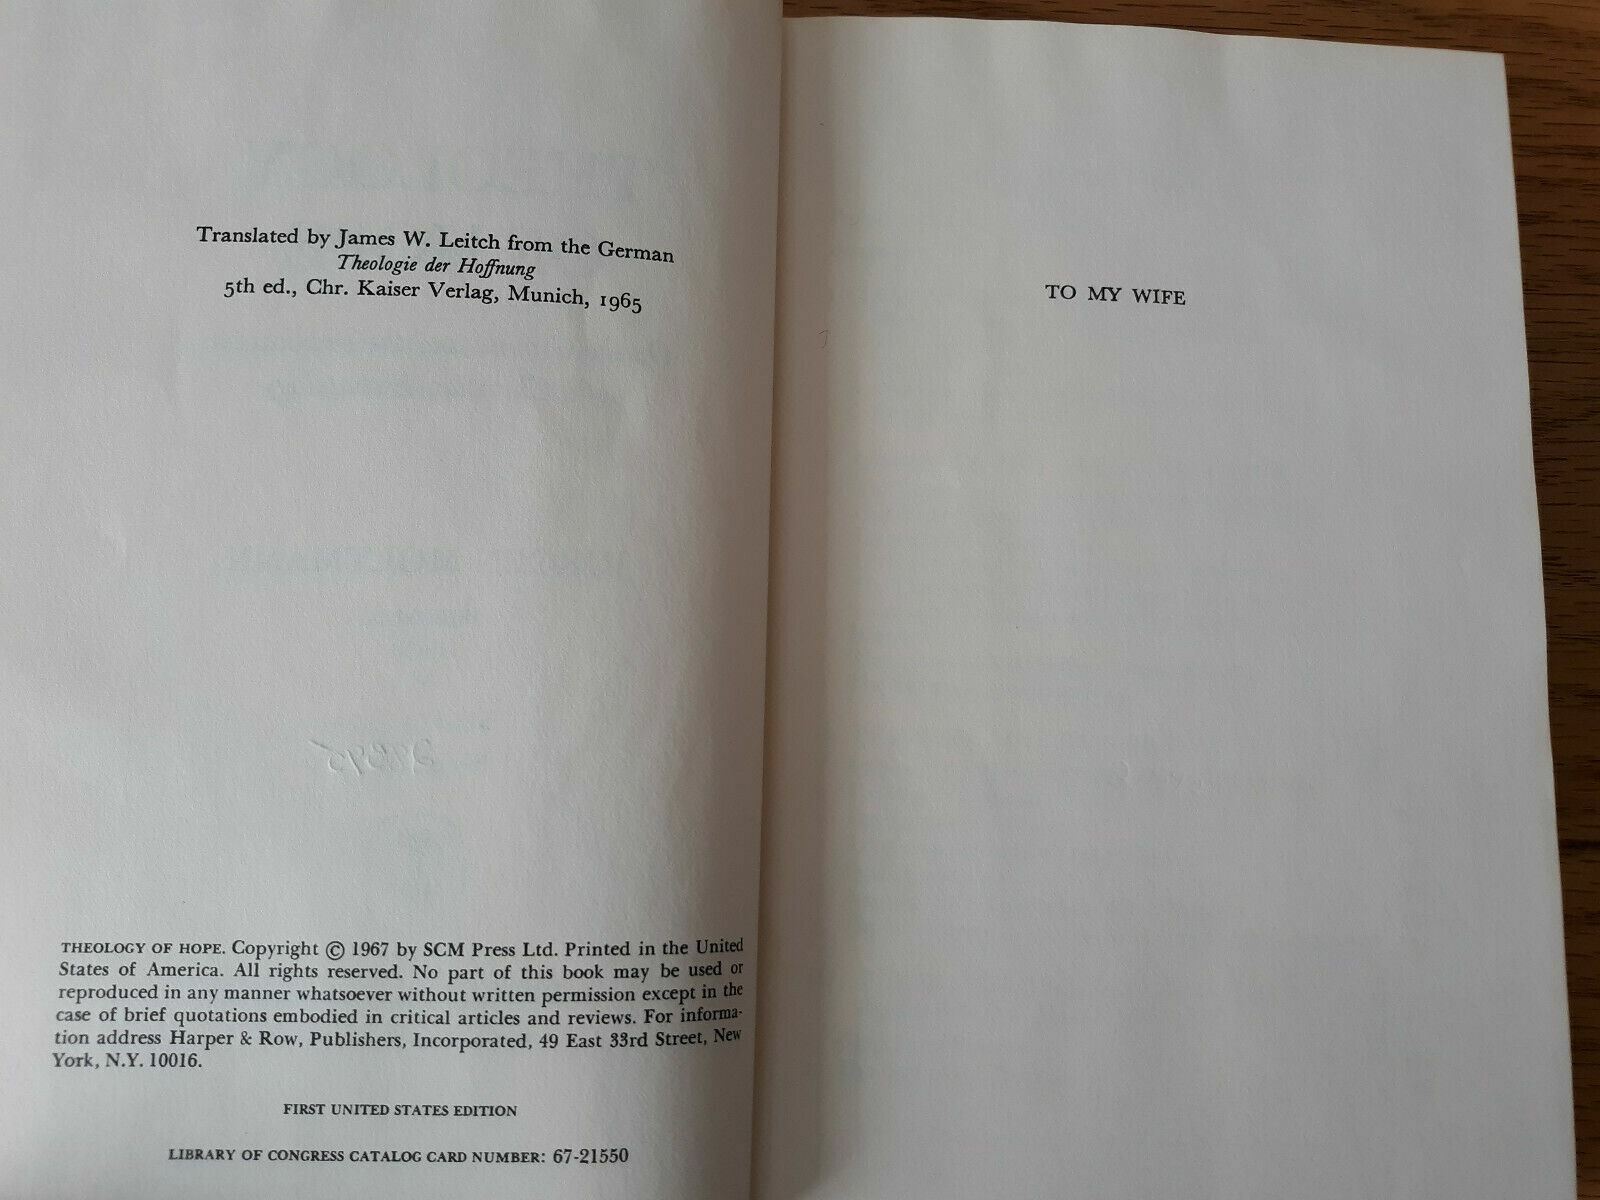 Translated by James W. Leitch from the German
Theologie der Hoffnung
5th ed., Chr. Kaiser Verlag, Munich, 1965
THEOLOGY OF HOPE. Copyright © 1967 by SCM Press Ltd. Printed in the United
States of America. All rights reserved. No part of this book may be used or
reproduced in any manner whatsoever without written permission except in the
case of brief quotations embodied in critical articles and reviews. For informa-
tion address Harper & Row, Publishers, Incorporated, 49 East 33rd Street, New
York, N.Y. 10016.
FIRST UNITED STATES EDITION
LIBRARY OF CONGRESS CATALOG CARD NUMBER: 67-21550
TO MY WIFE